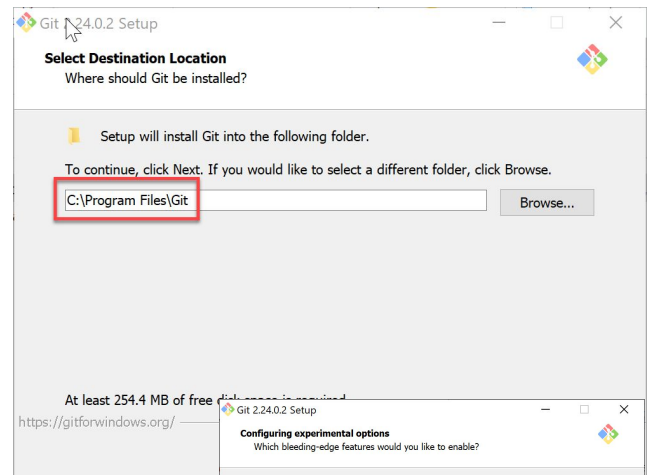 Git 2.24.0.2 Setup
Select Destination Location
Where should Git be installed?
Setup will install Git into the following folder.
To continue, click Next. If you would like to select a different folder, click Browse.
C:\Program Files\Git
Browse...
At least 254.4 MB of free disk space is required.
https://gitforwindows.org/
Git 2.24.0.2 Setup
Configuring experimental options
Which bleeding-edge features would you like to enable?